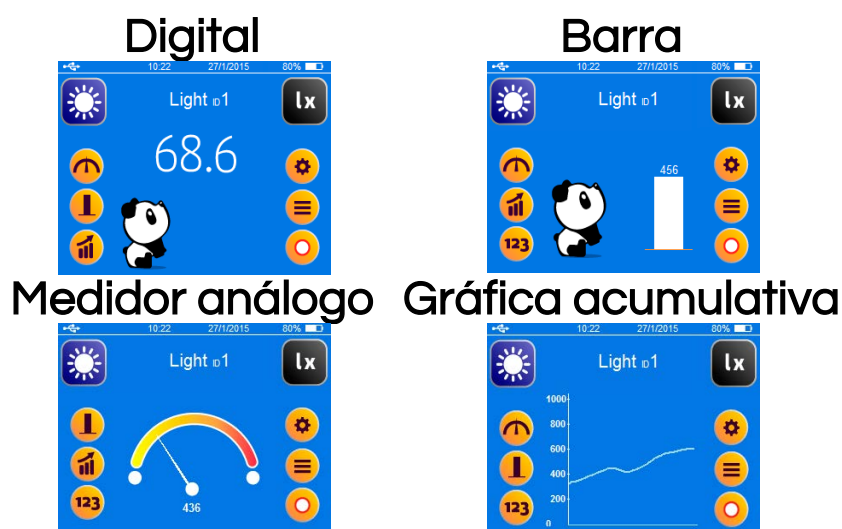 Digital
Barra
10:22 27/1/2015 80%
Light ID1
lx
68.6
10:22 27/1/2015 80%
Light ID1
lx
456
123
Medidor análogo
Gráfica acumulativa
10:22 27/1/2015 80%
Light ID1
lx
123
436
10:22 27/1/2015 80%
Light ID1
lx
1000
800
600
400
200
0
123